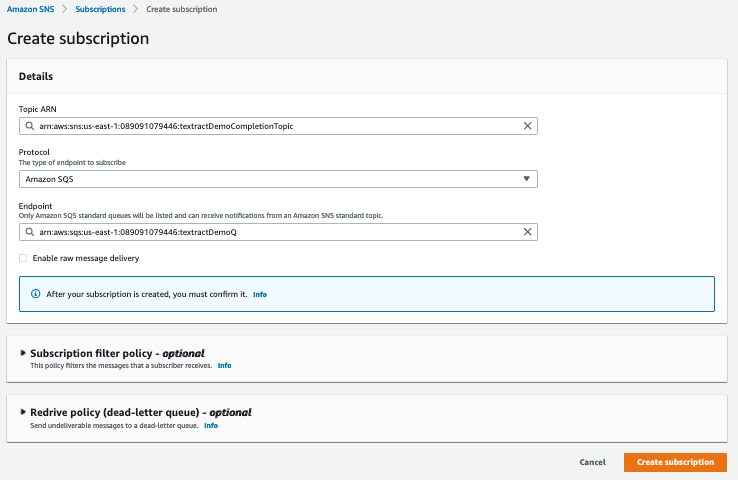 Amazon SNS > Subscriptions > Create subscription
Create subscription
Details
Topic ARN
arn:aws:sns:us-east-1:089091079446:textractDemoCompletionTopic
Protocol
The type of endpoint to subscribe
Amazon SQS
Endpoint
Only Amazon SQS standard queues will be listed and can receive notifications from an Amazon SNS standard topic.
arn:aws:sqs:us-east-1:089091079446:textractDemoQ
Enable raw message delivery
After your subscription is created, you must confirm it. Info
Subscription filter policy - optional
This policy filters the messages that a subscriber receives. Info
Redrive policy (dead-letter queue) - optional
Send undeliverable messages to a dead-letter queue. Info
Cancel Create subscription